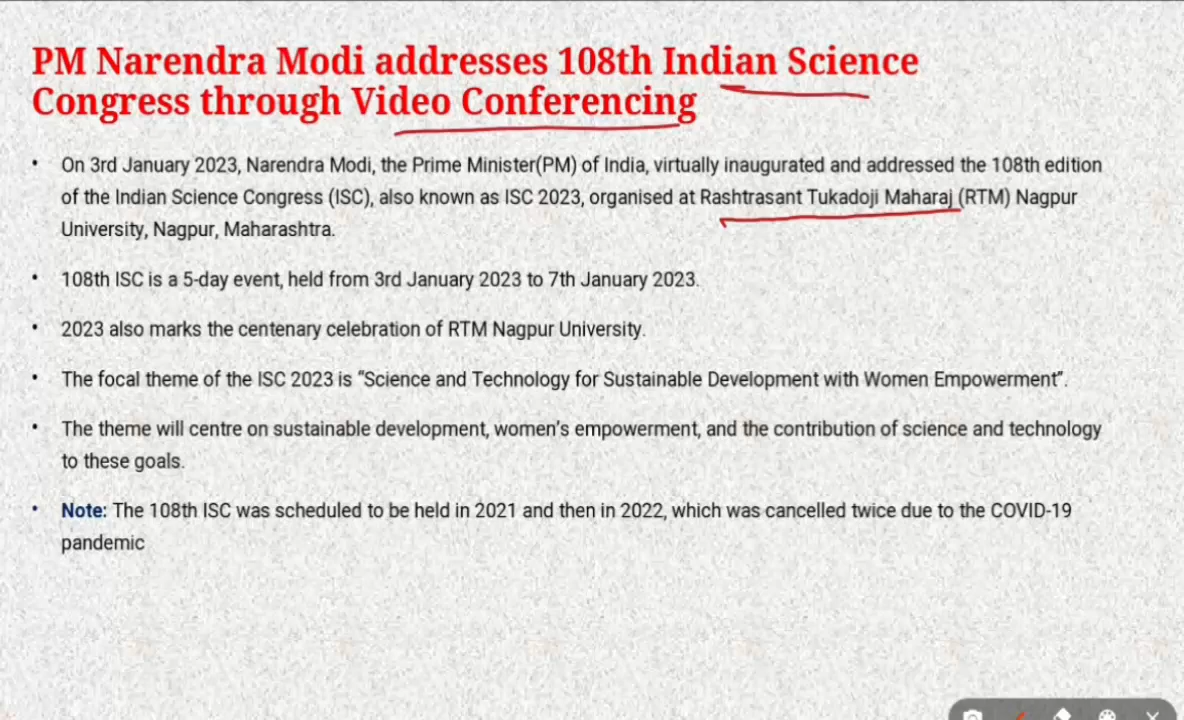 PM Narendra Modi addresses 108th Indian Science
Congress through Video Conferencing
• On 3rd January 2023, Narendra Modi, the Prime Minister(PM) of India, virtually inaugurated and addressed the 108th edition
of the Indian Science Congress (ISC), also known as ISC 2023, organised at Rashtrasant Tukadoji Maharaj (RTM) Nagpur
University, Nagpur, Maharashtra.
• 108th ISC is a 5-day event, held from 3rd January 2023 to 7th January 2023.
• 2023 also marks the centenary celebration of RTM Nagpur University.
• The focal theme of the ISC 2023 is “Science and Technology for Sustainable Development with Women Empowerment”.
• The theme will centre on sustainable development, women’s empowerment, and the contribution of science and technology
to these goals.
• Note: The 108th ISC was scheduled to be held in 2021 and then in 2022, which was cancelled twice due to the COVID-19
pandemic